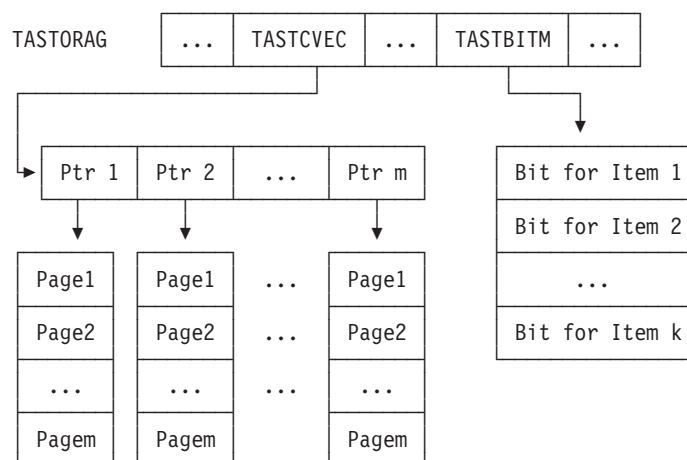 TASTORAG ... TASTCVEC ... TASTBITM ...
Ptr 1 Ptr 2 ... Ptr m
Bit for Item 1
Bit for Item 2
...
Bit for Item k
Page1 Page1 ... Page1
Page2 Page2 ... Page2
... ... ... ...
Pagem Pagem Pagem